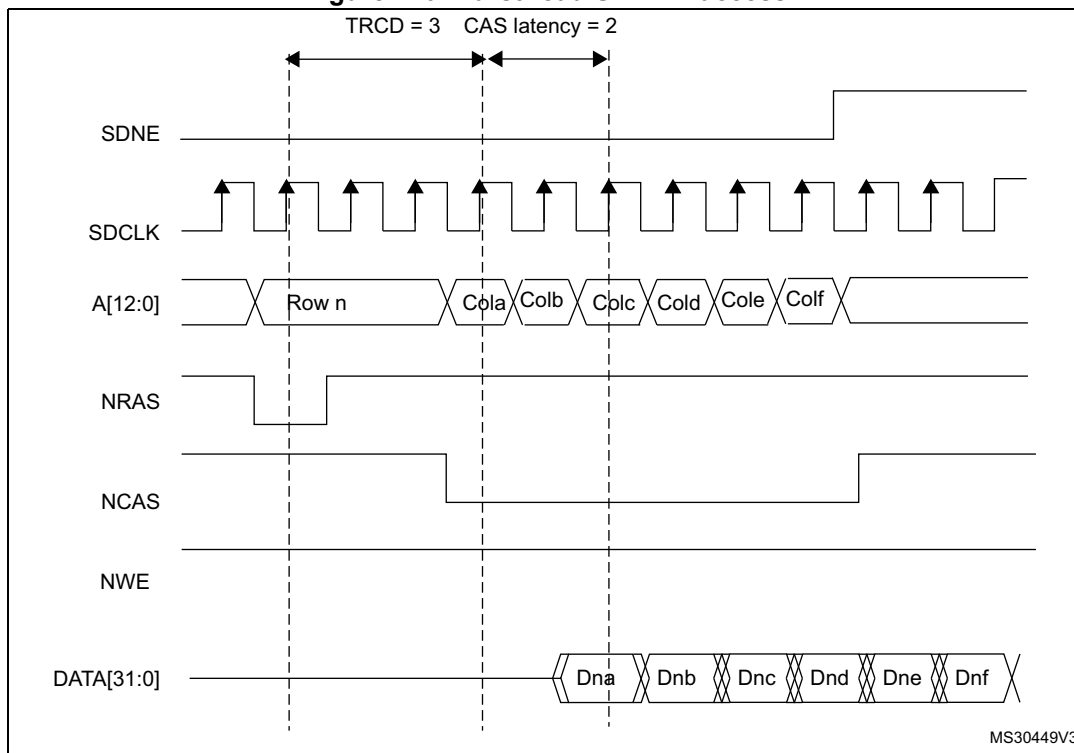 TRCD = 3 CAS latency = 2
SDNE
SDCLK
A[12:0] Row n Cola Colb Colc Cold Cole Colf
NRAS
NCAS
NWE
DATA[31:0] Dna Dnb Dnc Dnd Dne Dnf
MS30449V3